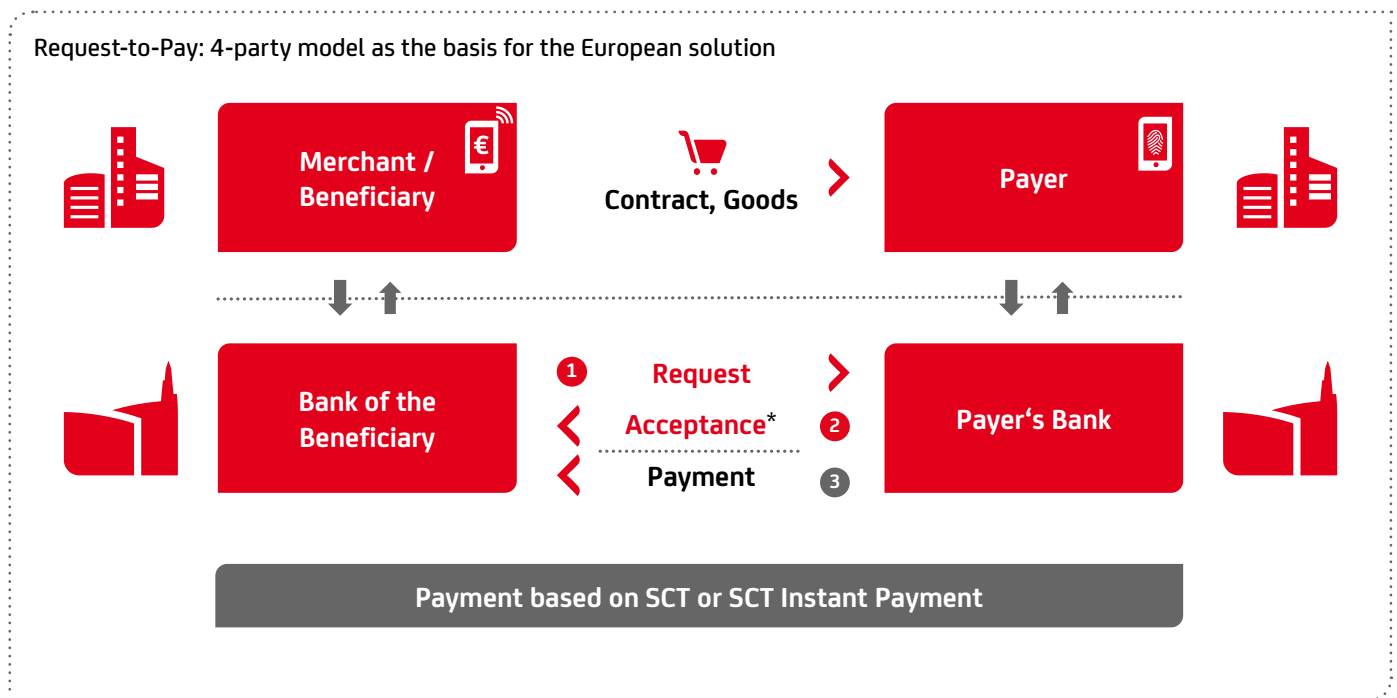 Request-to-Pay: 4-party model as the basis for the European solution
Merchant /
Beneficiary
€
Contract, Goods
Payer
Bank of the
Beneficiary
1
Request
Acceptance*
2
Payment
3
Payer‘s Bank
Payment based on SCT or SCT Instant Payment